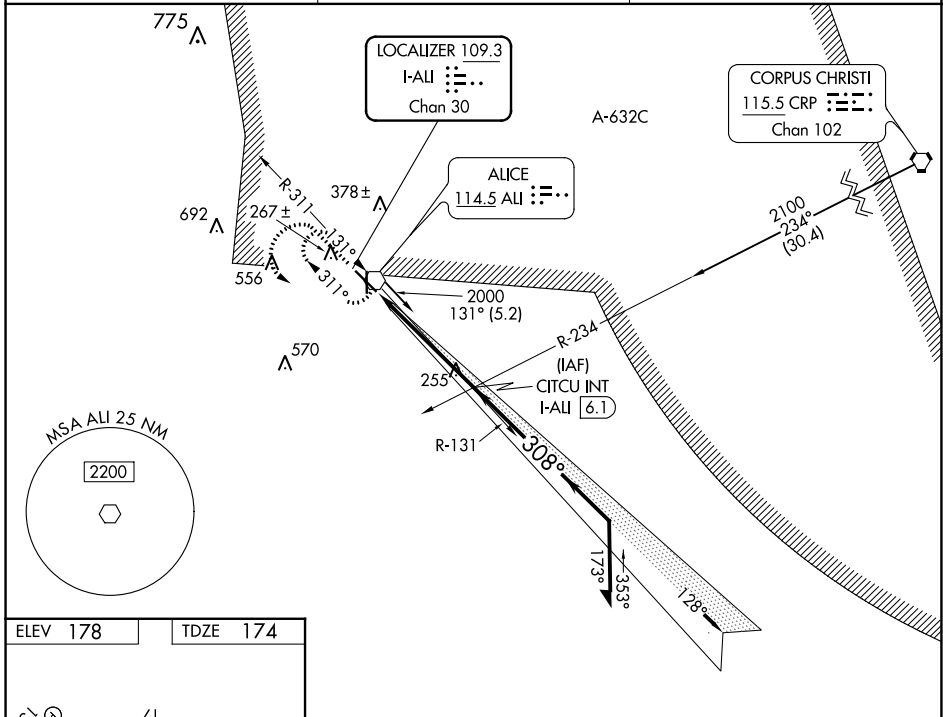 775
LOCALIZER 109.3
I-ALI
Chan 30
CORPUS CHRISTI
115.5 CRP
Chan 102
A-632C
ALICE
114.5 ALI
R-311
378±
692
267±
131°
2100
234°
(30.4)
556
311°
2000
131° (5.2)
R-234
570
(IAF)
255
CITCU INT
I-ALI 6.1
R-131
308°
MSA ALI 25 NM
2200
173°
353°
128°
ELEV 178
TDZE 174